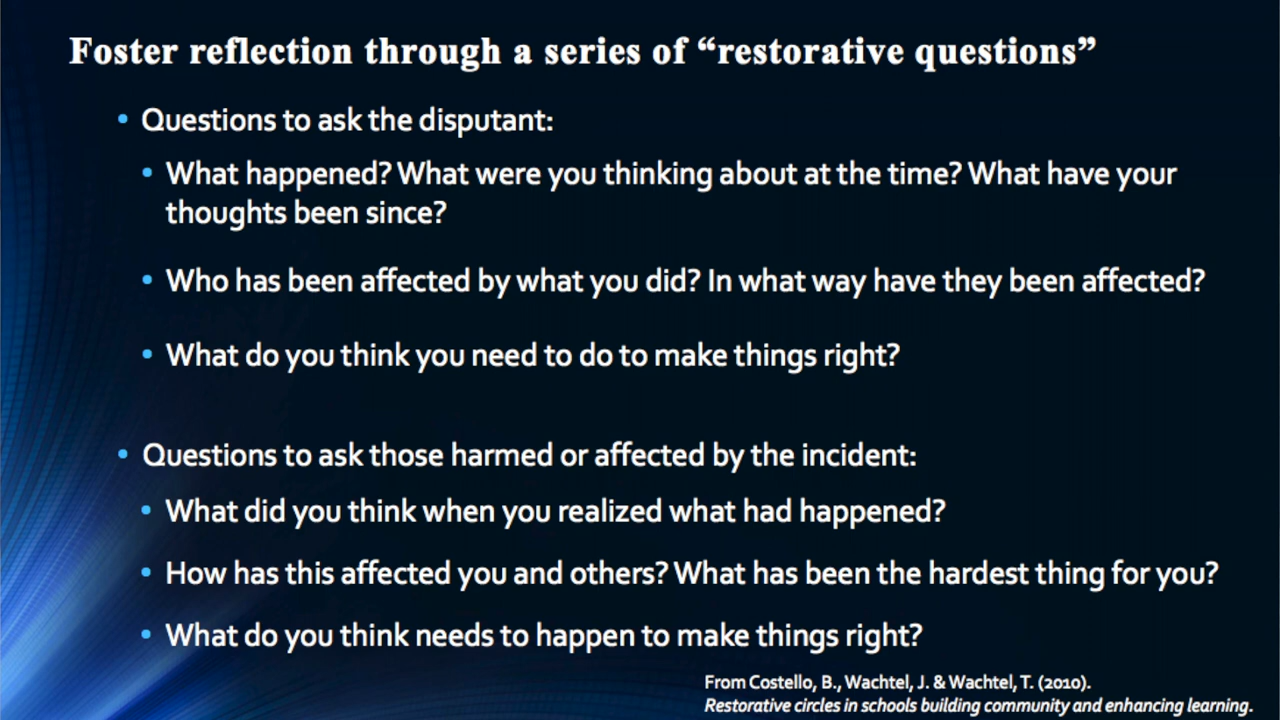 Foster reflection through a series of “restorative questions”
• Questions to ask the disputant:
• What happened? What were you thinking about at the time? What have your
thoughts been since?
• Who has been affected by what you did? In what way have they been affected?
• What do you think you need to do to make things right?
• Questions to ask those harmed or affected by the incident:
• What did you think when you realized what had happened?
• How has this affected you and others? What has been the hardest thing for you?
• What do you think needs to happen to make things right?
From Costello, B., Wachtel, J. & Wachtel, T. (2010).
Restorative circles in schools building community and enhancing learning.